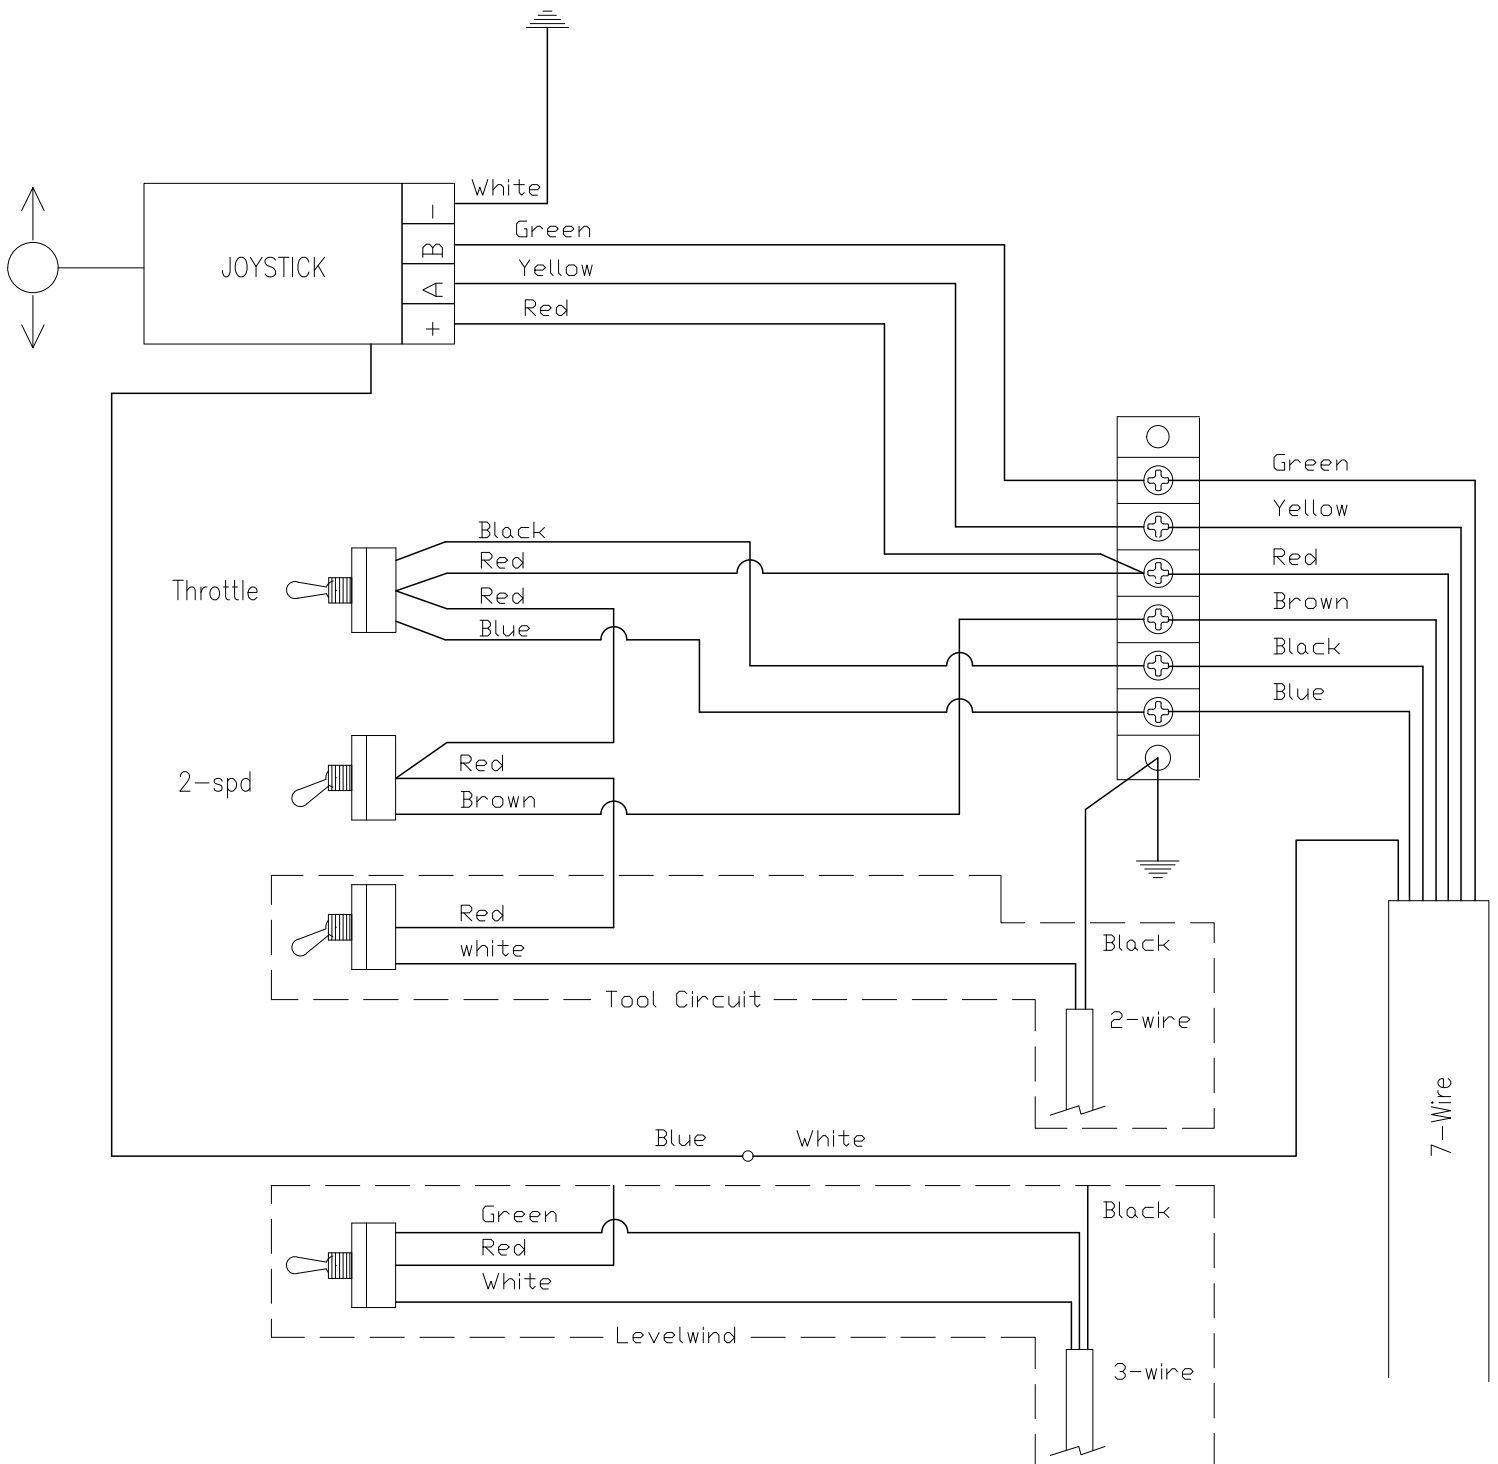 White
Green
B
JOYSTICK
Yellow
A
Red
+
−
Green
Yellow
Black
Red
Red
Throttle
Red
Brown
Blue
Black
Blue
Red
2-spd
Brown
Red
white
Black
Tool Circuit
2-wire
7-Wire
Blue
White
Green
Black
Red
White
Levelwind
3-wire